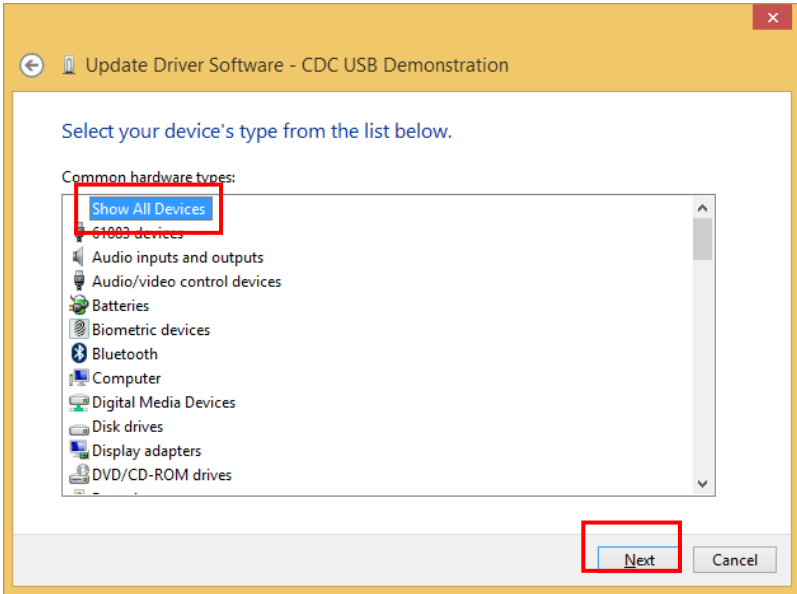 Update Driver Software - CDC USB Demonstration
Select your device's type from the list below.
Common hardware types:
Show All Devices
61883 devices
Audio inputs and outputs
Audio/video control devices
Batteries
Biometric devices
Bluetooth
Computer
Digital Media Devices
Disk drives
Display adapters
DVD/CD-ROM drives
Next
Cancel